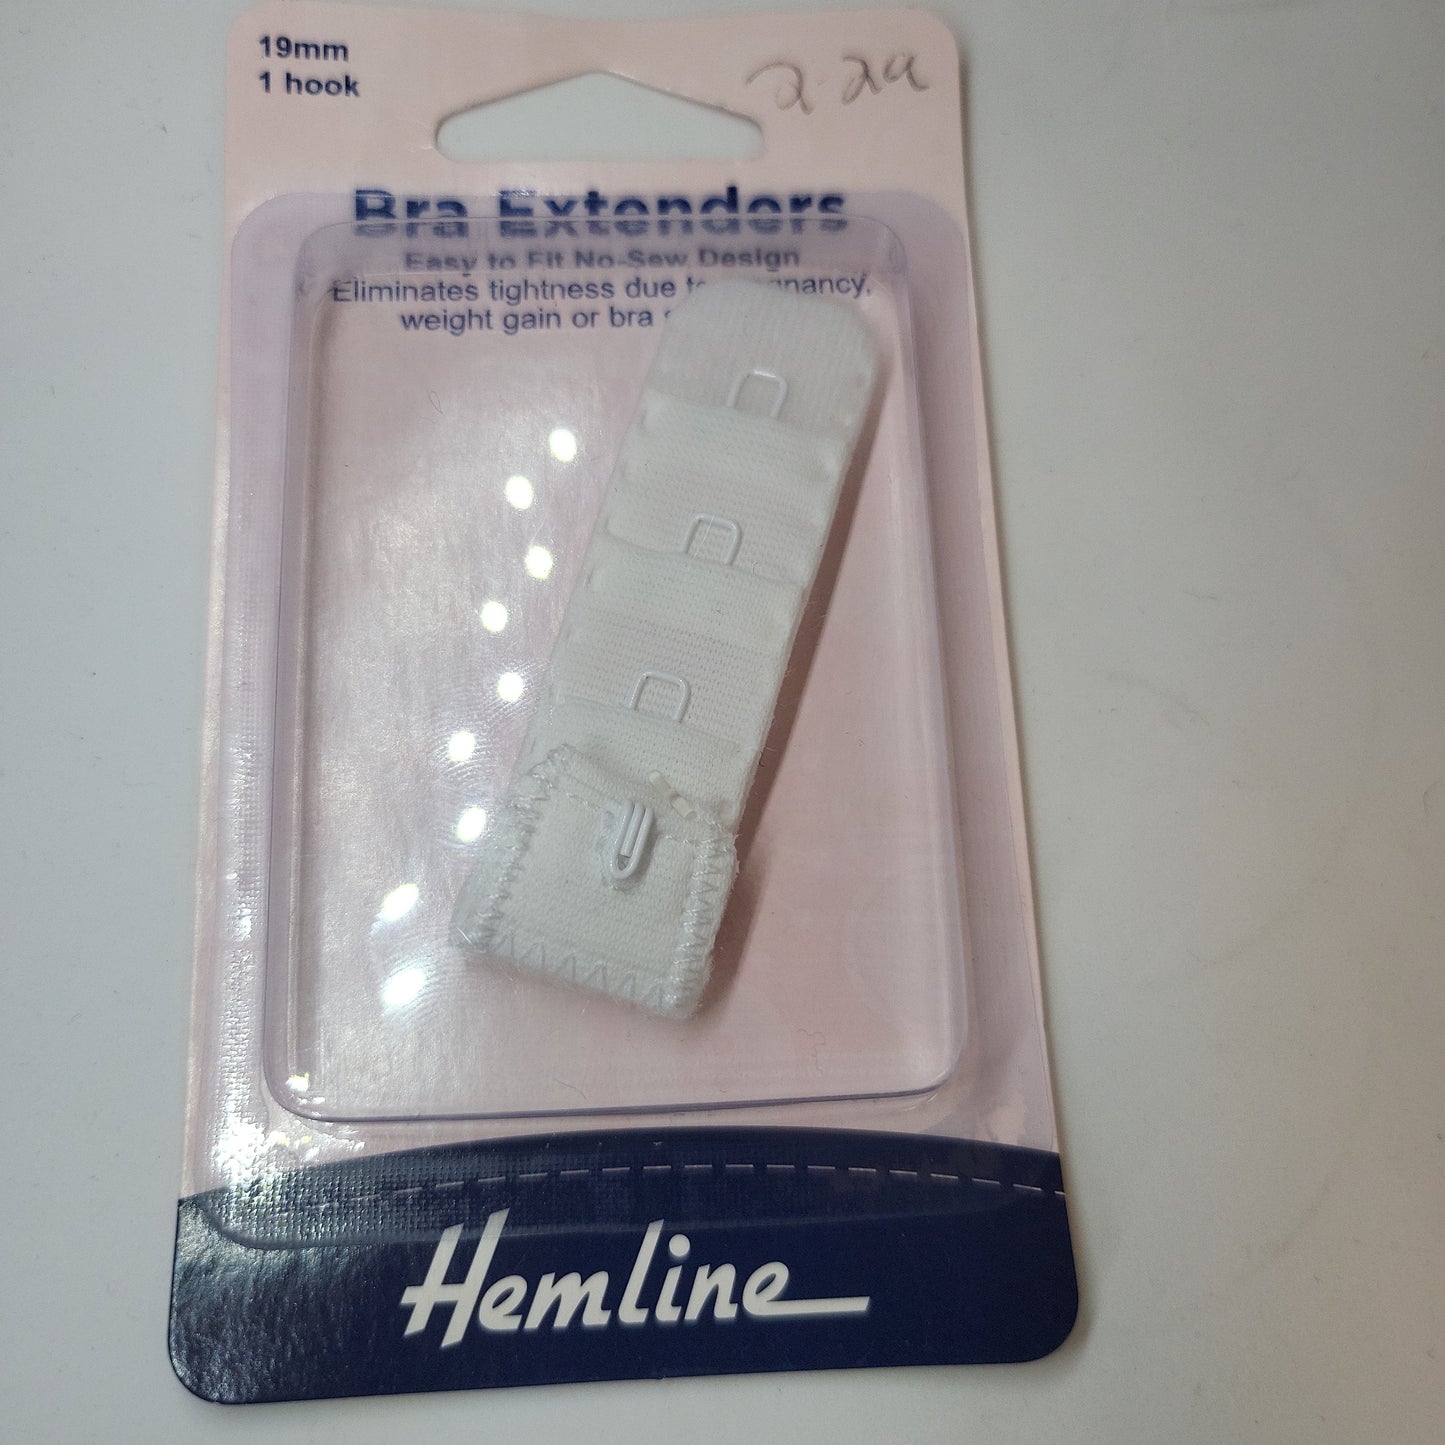 19mm
1 hook
2.29
Bra Extenders
Easy to Fit No-Sew Design
Eliminates tightness due
weight gain or bra
Hemline